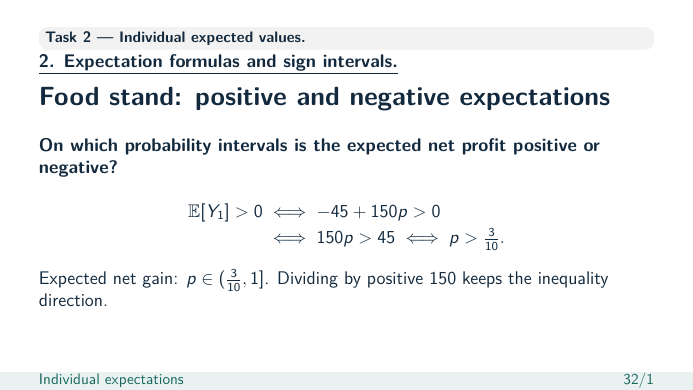 Task 2 — Individual expected values.
2. Expectation formulas and sign intervals.
Food stand: positive and negative expectations
On which probability intervals is the expected net profit positive or
negative?
𝔼[Y₁] > 0 ⟺ −45 + 150p > 0
⟺ 150p > 45 ⟺ p > 3/10.
Expected net gain: p ∈ (3/10, 1]. Dividing by positive 150 keeps the inequality
direction.
Individual expectations 32/1